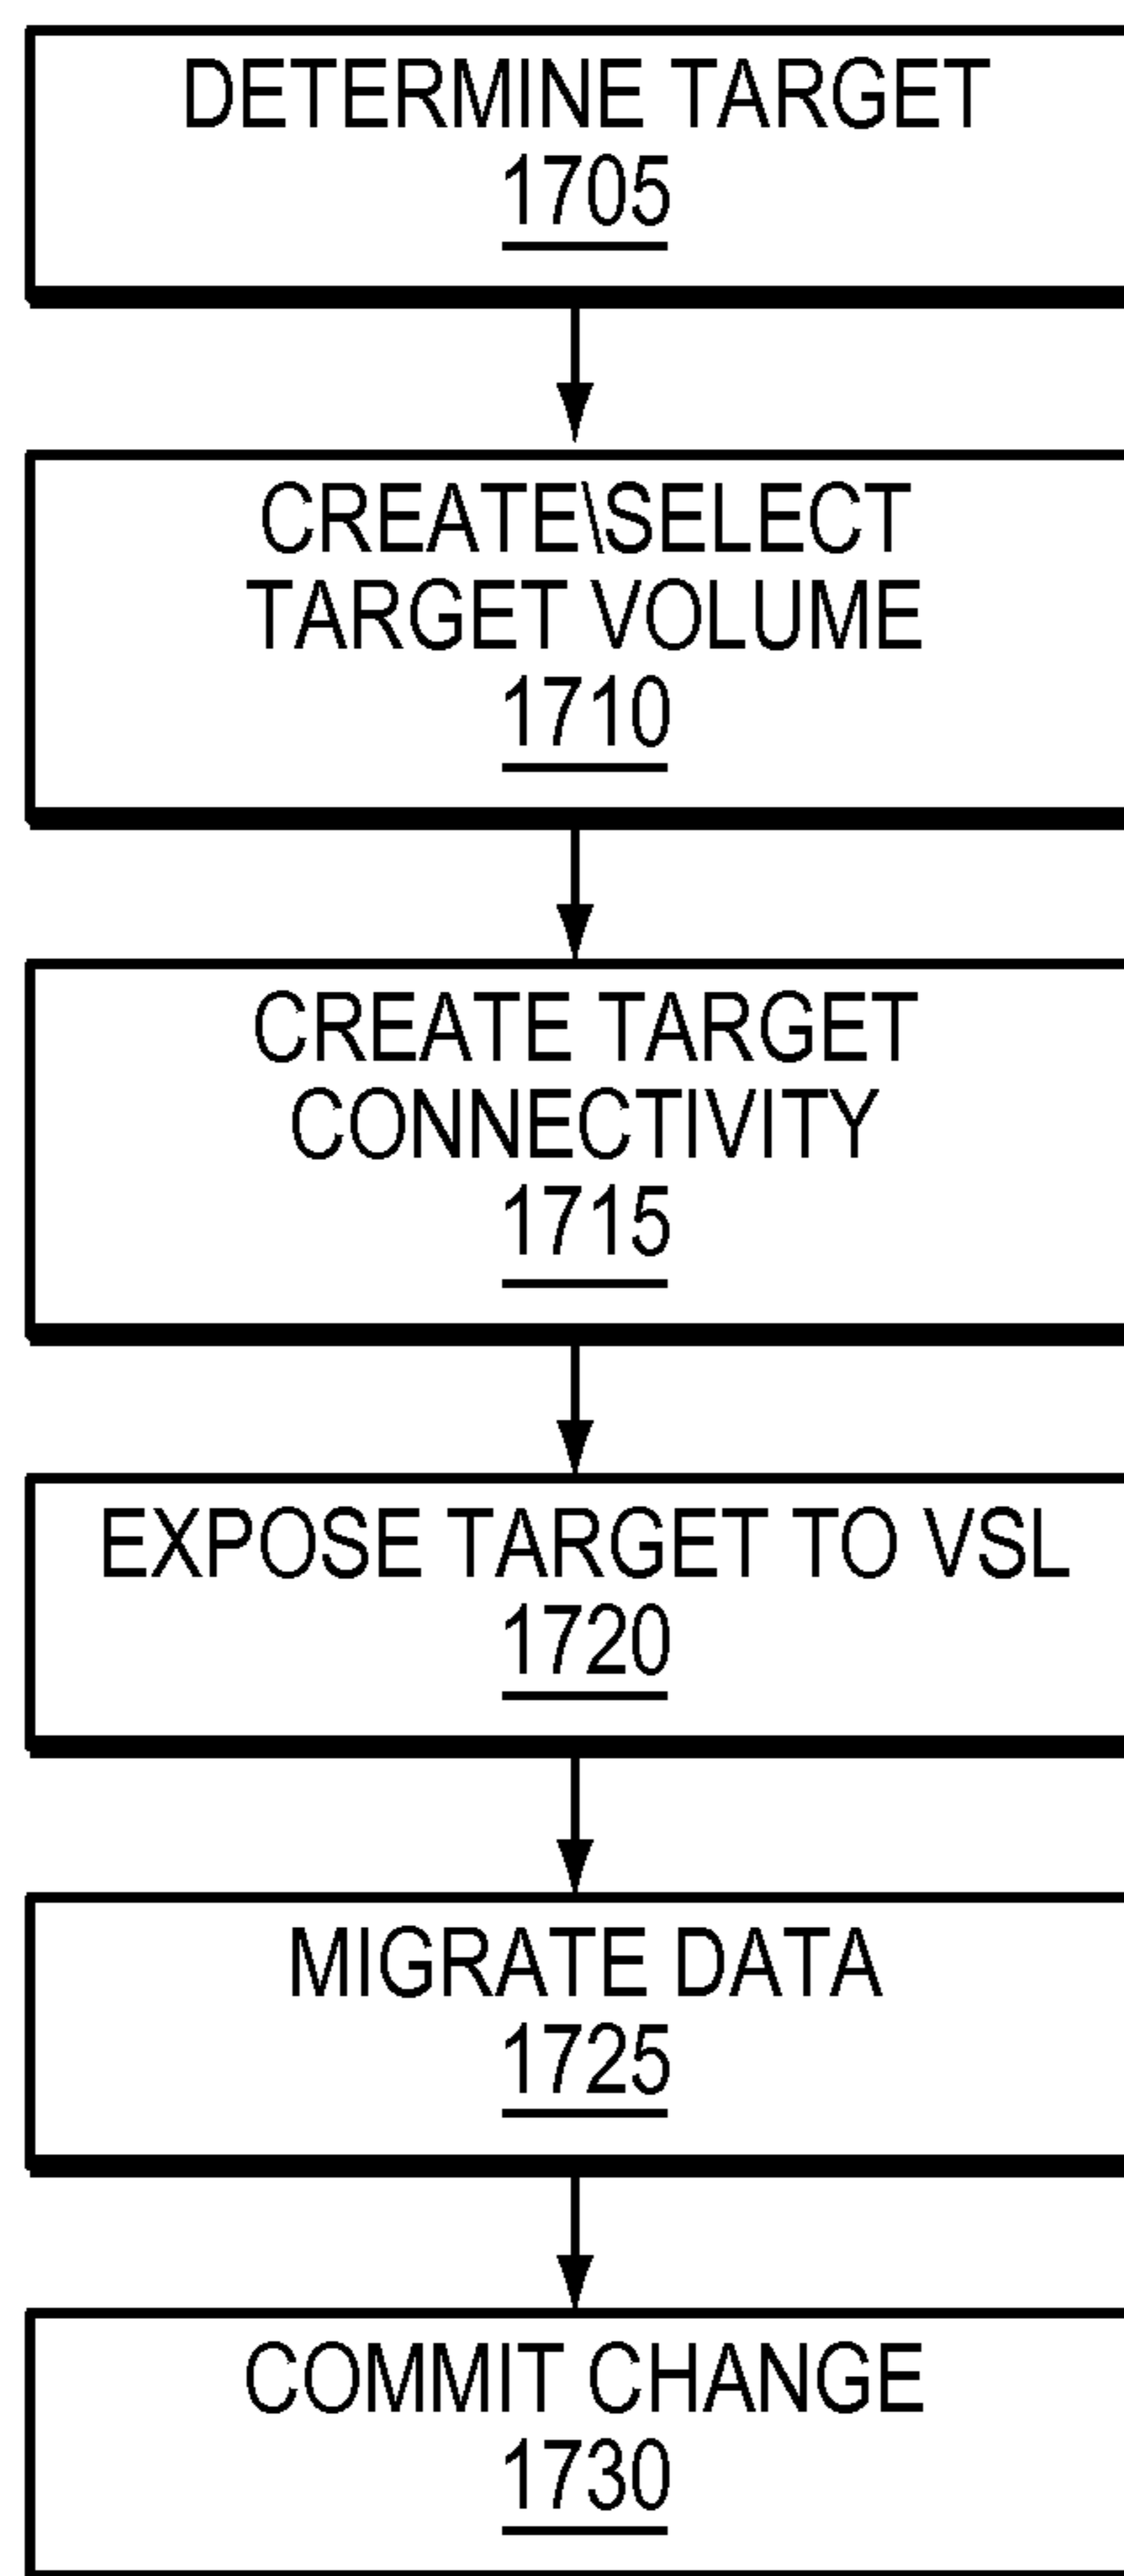 DETERMINE TARGET
1705
CREATE\SELECT
TARGET VOLUME
1710
CREATE TARGET
CONNECTIVITY
1715
EXPOSE TARGET TO VSL
1720
MIGRATE DATA
1725
COMMIT CHANGE
1730